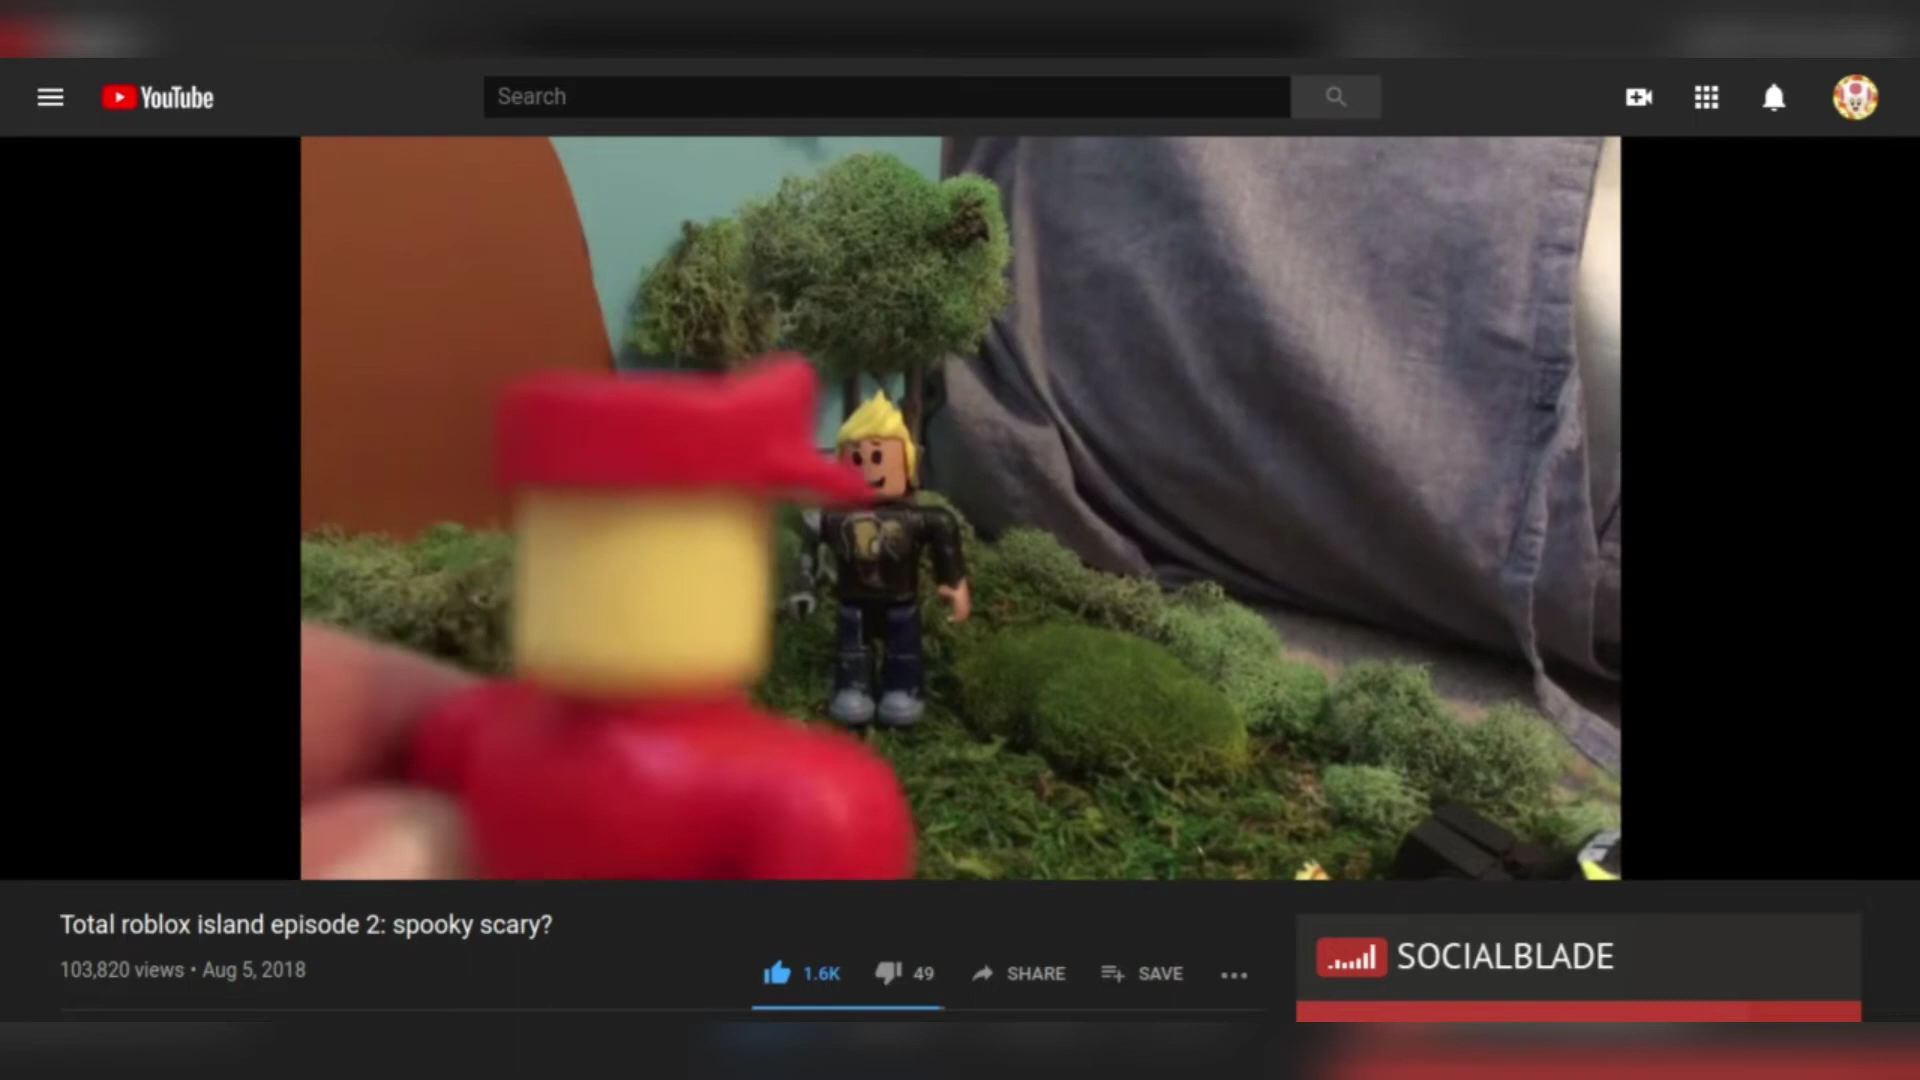 YouTube
Search
Total roblox island episode 2: spooky scary?
103,820 views • Aug 5, 2018
1.6K
49
SHARE
SAVE
SOCIALBLADE